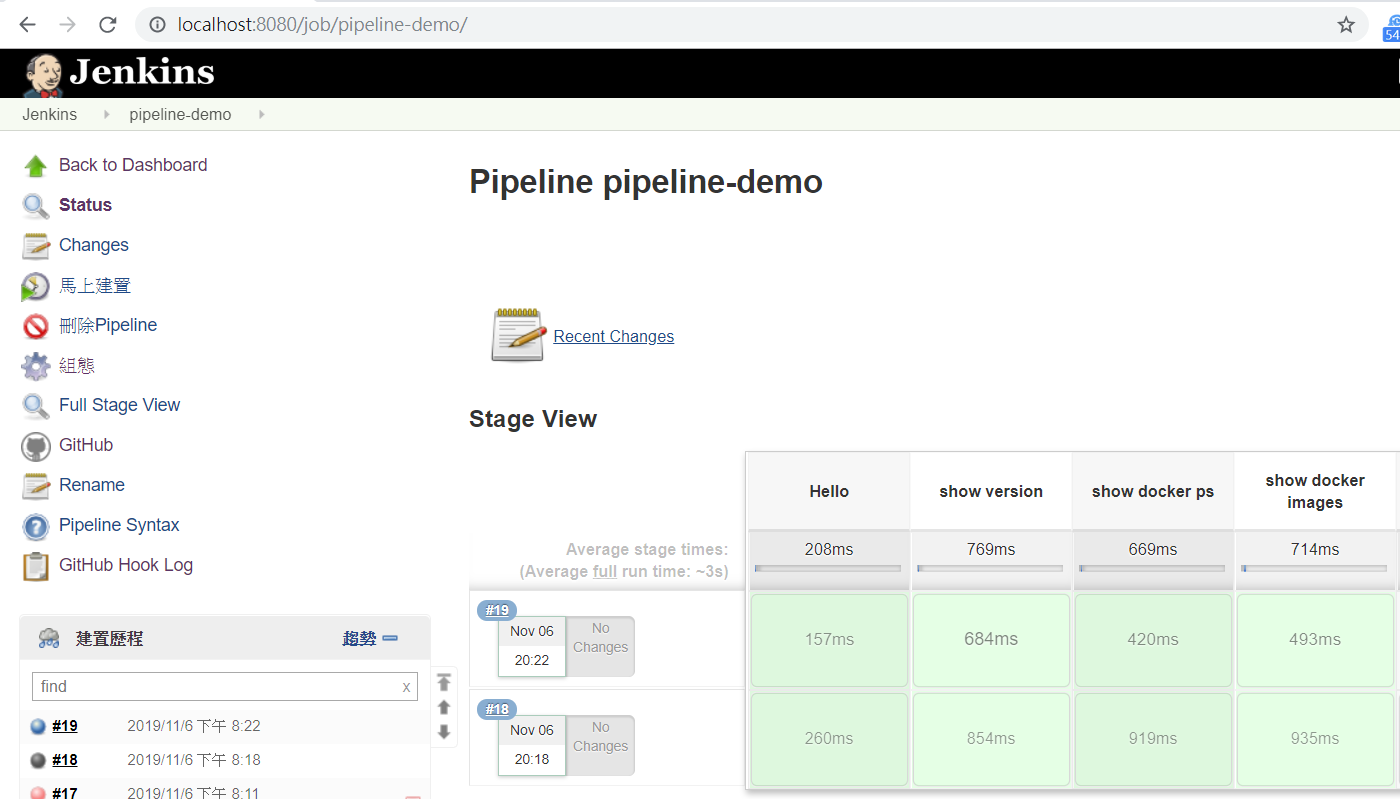 localhost:8080/job/pipeline-demo/
54
Jenkins
Jenkins
pipeline-demo
Back to Dashboard
Status
Changes
馬上建置
刪除Pipeline
組態
Full Stage View
GitHub
Rename
Pipeline Syntax
GitHub Hook Log
建置歷程
趨勢
find
x
#19
2019/11/6 下午 8:22
#18
2019/11/6 下午 8:18
#17
2019/11/6 下午 8:11
Pipeline pipeline-demo
Recent Changes
Stage View
Hello
show version
show docker ps
show docker
images
Average stage times:
(Average full run time: ~3s)
208ms
769ms
669ms
714ms
#19
Nov 06
20:22
No
Changes
157ms
684ms
420ms
493ms
#18
Nov 06
20:18
No
Changes
260ms
854ms
919ms
935ms